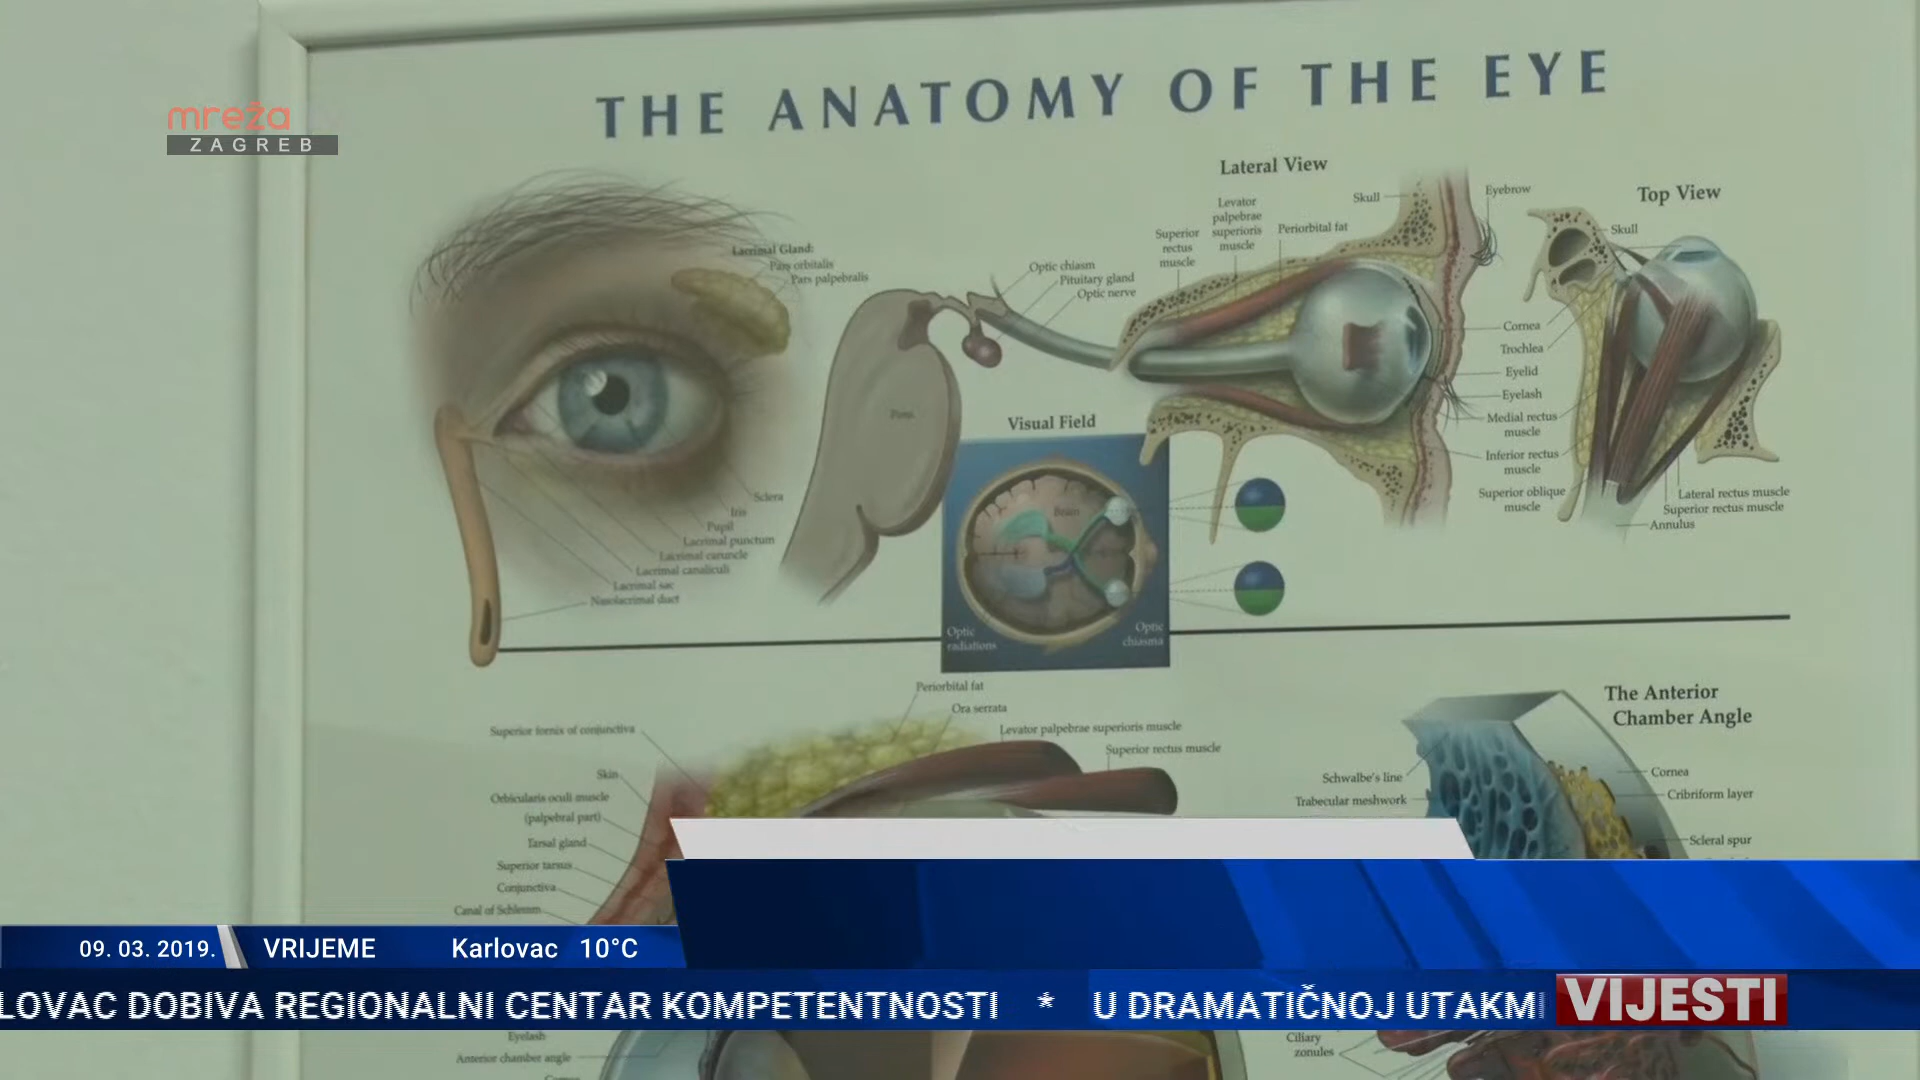 THE ANATOMY OF THE EYE
mreža
ZAGREB
Lateral View
Top View
Skull
Eyebrow
Levator
palpebrae
superioris
muscle
Superior
rectus
muscle
Periorbital fat
Skull
Lacrimal Gland:
Pars orbitalis
Pars palpebralis
Optic chiasm
Pituitary gland
Optic nerve
Cornea
Trochlea
Eyelid
Eyelash
Medial rectus
muscle
Inferior rectus
muscle
Superior oblique
muscle
Lateral rectus muscle
Superior rectus muscle
Annulus
Pons
Visual Field
Brain
Optic
radiations
Optic
chiasma
Sclera
Iris
Pupil
Lacrimal punctum
Lacrimal caruncle
Lacrimal canaliculi
Lacrimal sac
Nasolacrimal duct
Periorbital fat
Ora serrata
Levator palpebrae superioris muscle
Superior rectus muscle
Superior fornix of conjunctiva
Skin
Orbicularis oculi muscle
(palpebral part)
Tarsal gland
Superior tarsus
Conjunctiva
Canal of Schlemm
The Anterior
Chamber Angle
Schwalbe's line
Trabecular meshwork
Cornea
Cribriform layer
Scleral spur
09. 03. 2019.
VRIJEME
Karlovac 10°C
LOVAC DOBIVA REGIONALNI CENTAR KOMPETENTNOSTI * U DRAMATIČNOJ UTAKMI
VIJESTI
Eyelash
Anterior chamber angle
Ciliary
zonules